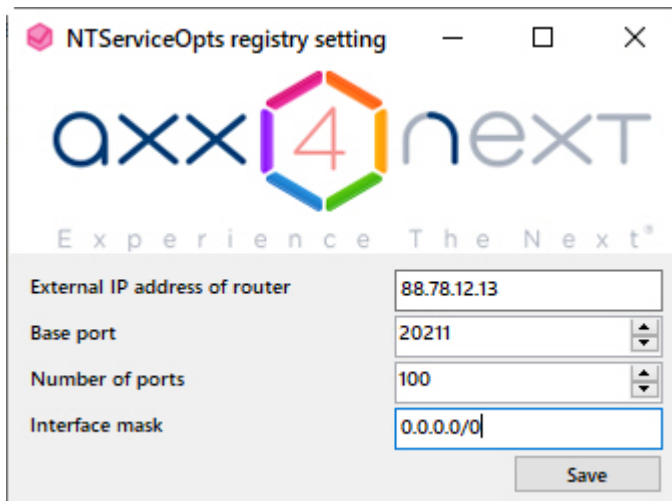 NTServiceOpts registry setting
axx4next
Experience The Next®
External IP address of router 88.78.12.13
Base port 20211
Number of ports 100
Interface mask 0.0.0.0/0
Save